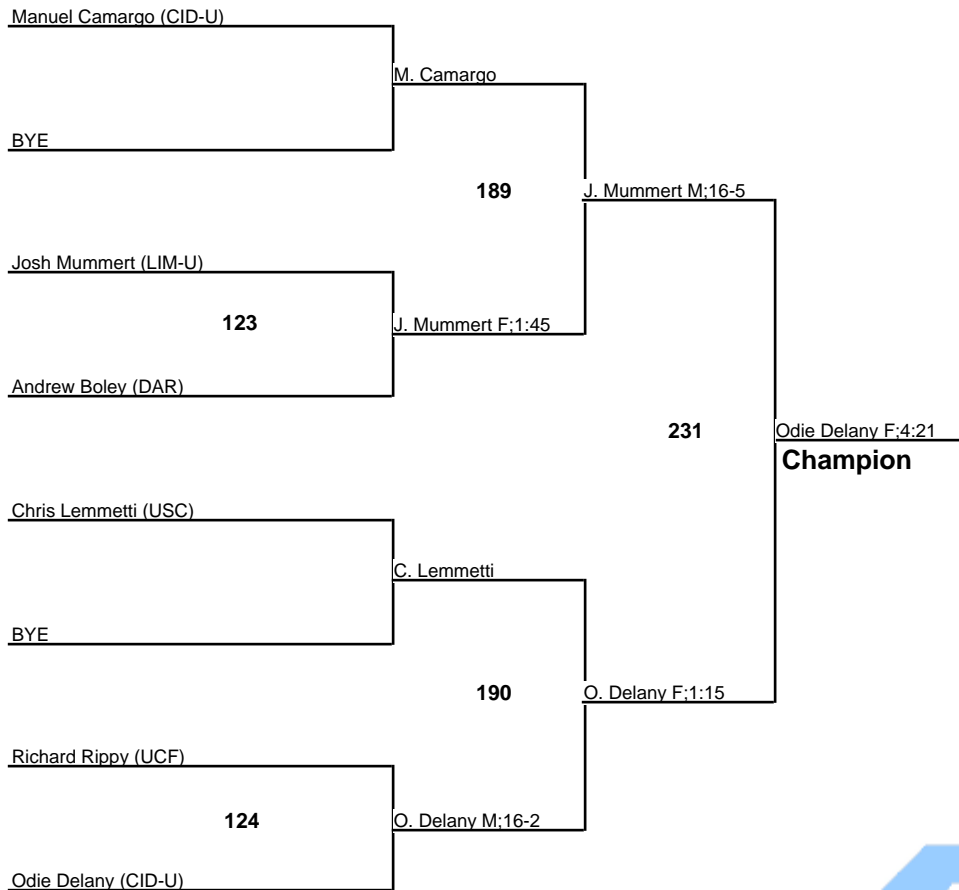 Manuel Camargo (CID-U)
M. Camargo
BYE
189
J. Mummert M;16-5
Josh Mummert (LIM-U)
123
J. Mummert F;1:45
Andrew Boley (DAR)
231
Odie Delany F;4:21
Champion
Chris Lemmetti (USC)
C. Lemmetti
BYE
190
O. Delany F;1:15
Richard Rippy (UCF)
124
O. Delany M;16-2
Odie Delany (CID-U)